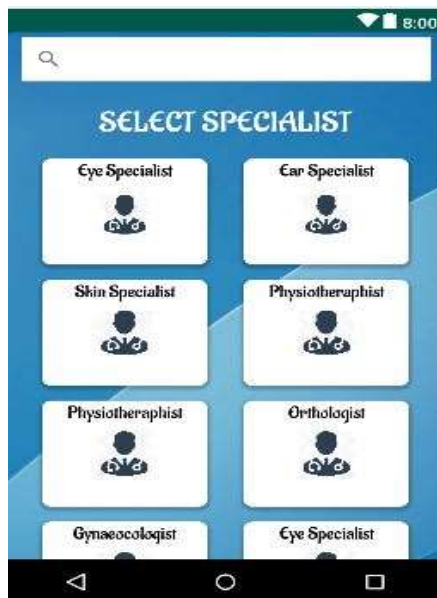 8:00
SELECT SPECIALIST
Eye Specialist
Ear Specialist
Skin Specialist
Physiotheraphist
Physiotheraphist
Orthologist
Gynaeocologist
Eye Specialist